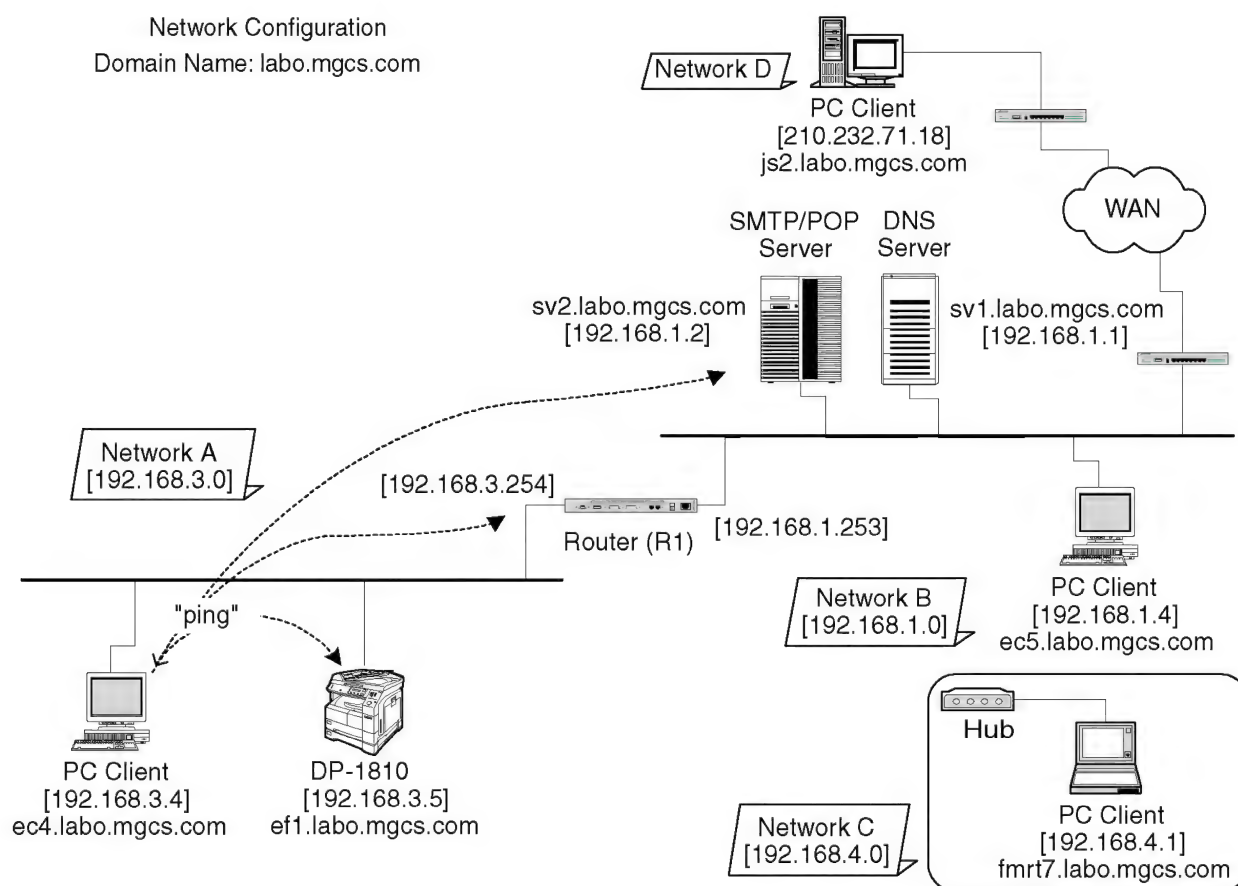 Network Configuration
Domain Name: labo.mgcs.com
Network D
PC Client
[210.232.71.18]
js2.labo.mgcs.com
WAN
SMTP/POP
Server
DNS
Server
sv2.labo.mgcs.com
[192.168.1.2]
sv1.labo.mgcs.com
[192.168.1.1]
Network A
[192.168.3.0]
[192.168.3.254]
Router (R1)
[192.168.1.253]
"ping"
PC Client
[192.168.3.4]
ec4.labo.mgcs.com
DP-1810
[192.168.3.5]
ef1.labo.mgcs.com
Network B
[192.168.1.0]
PC Client
[192.168.1.4]
ec5.labo.mgcs.com
Hub
Network C
[192.168.4.0]
PC Client
[192.168.4.1]
fmrt7.labo.mgcs.com